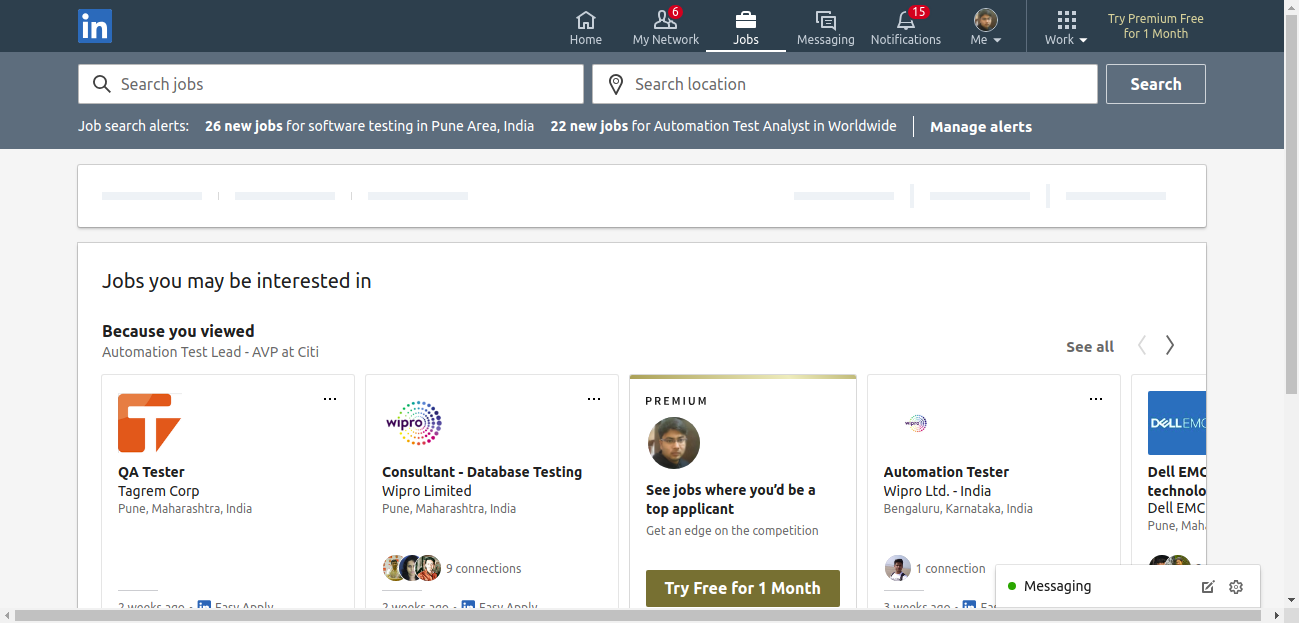 in
6
15
Home
My Network
Jobs
Messaging
Notifications
Me
Work
Try Premium Free
for 1 Month
Search jobs
Search location
Search
Job search alerts:
26 new jobs for software testing in Pune Area, India
22 new jobs for Automation Test Analyst in Worldwide
Manage alerts
Jobs you may be interested in
Because you viewed
Automation Test Lead - AVP at Citi
See all
QA Tester
Tagrem Corp
Pune, Maharashtra, India
2 weeks ago · in Easy Apply
wipro
Consultant - Database Testing
Wipro Limited
Pune, Maharashtra, India
9 connections
2 weeks ago · in Easy Apply
PREMIUM
See jobs where you'd be a
top applicant
Get an edge on the competition
Try Free for 1 Month
wipro
Automation Tester
Wipro Ltd. - India
Bengaluru, Karnataka, India
1 connection
3 weeks ago · in
DELL EMC
Dell EMC
technolo
Dell EMC
Pune, Mah
Messaging